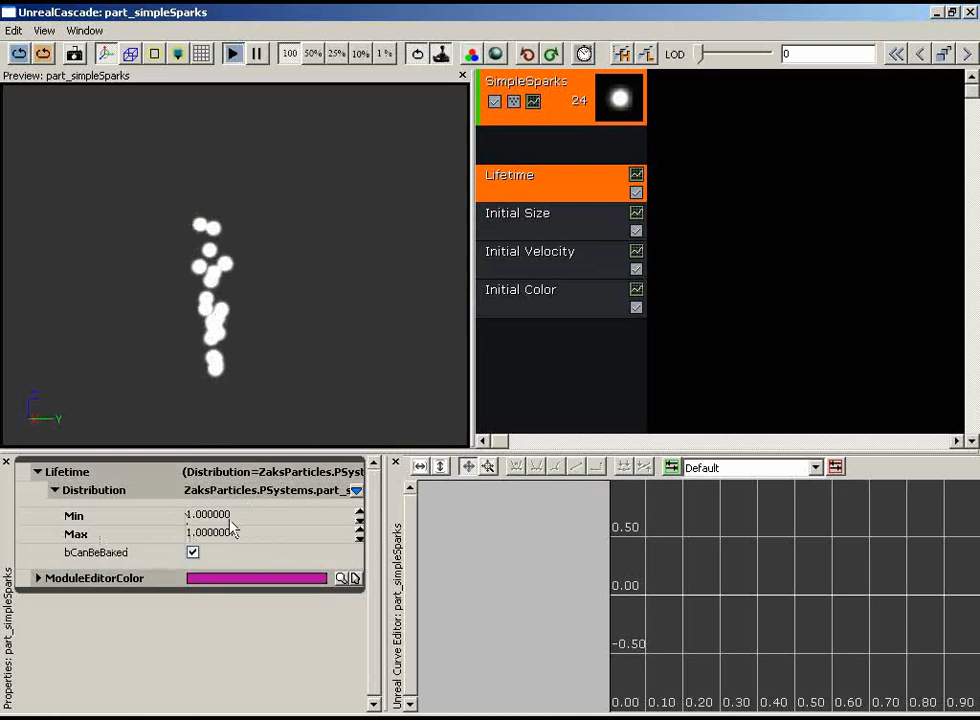 UnrealCascade: part_simpleSparks
Edit View Window
100 50% 25% 10% 1% LOD 0
Preview: part_simpleSparks
SimpleSparks
24
Lifetime
Initial Size
Initial Velocity
Initial Color
Z
X Y
Lifetime (Distribution=ZaksParticles.PSyst
Distribution ZaksParticles.PSystems.part_s
Min 1.000000
Max 1.000000
bCanBeBaked
ModuleEditorColor
Properties: part_simpleSparks
Unreal Curve Editor: part_simpleSparks
Default
0.50
0.00
-0.50
0.00 0.10 0.20 0.30 0.40 0.50 0.60 0.70 0.80 0.90